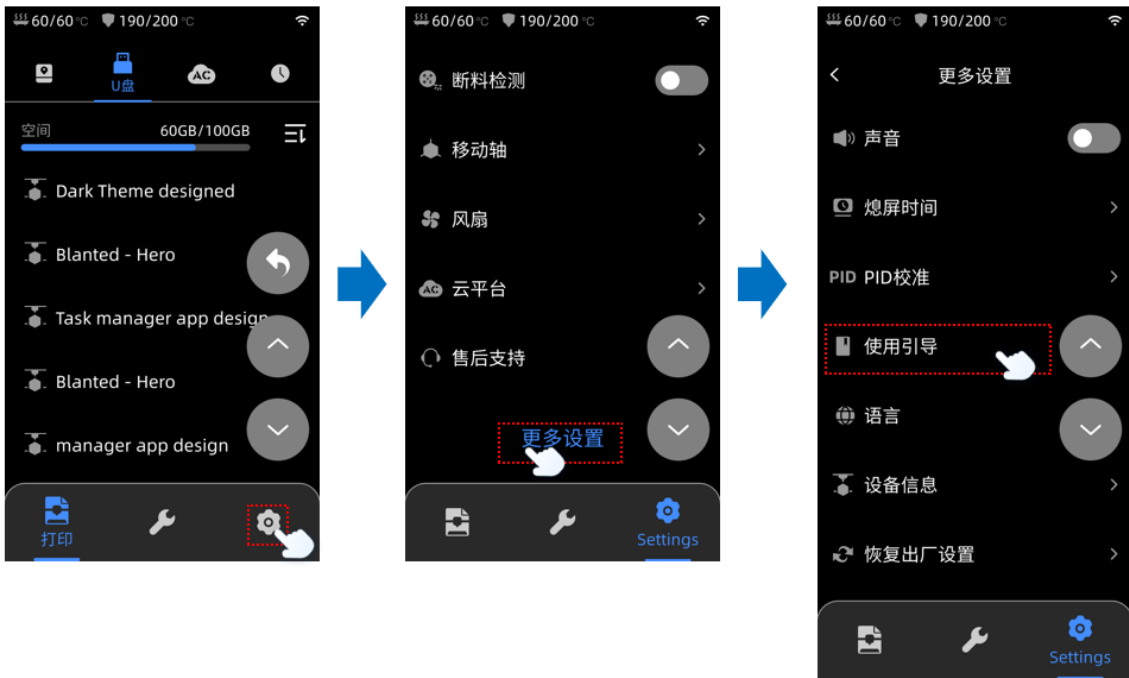 60/60 °C 190/200 °C
U盘
AC
空间 60GB/100GB
Dark Theme designed
Blanted - Hero
Task manager app design
Blanted - Hero
manager app design
打印
60/60 °C 190/200 °C
断料检测
移动轴
风扇
AC 云平台
售后支持
更多设置
Settings
60/60 °C 190/200 °C
更多设置
声音
熄屏时间
PID PID校准
使用引导
语言
设备信息
恢复出厂设置
Settings